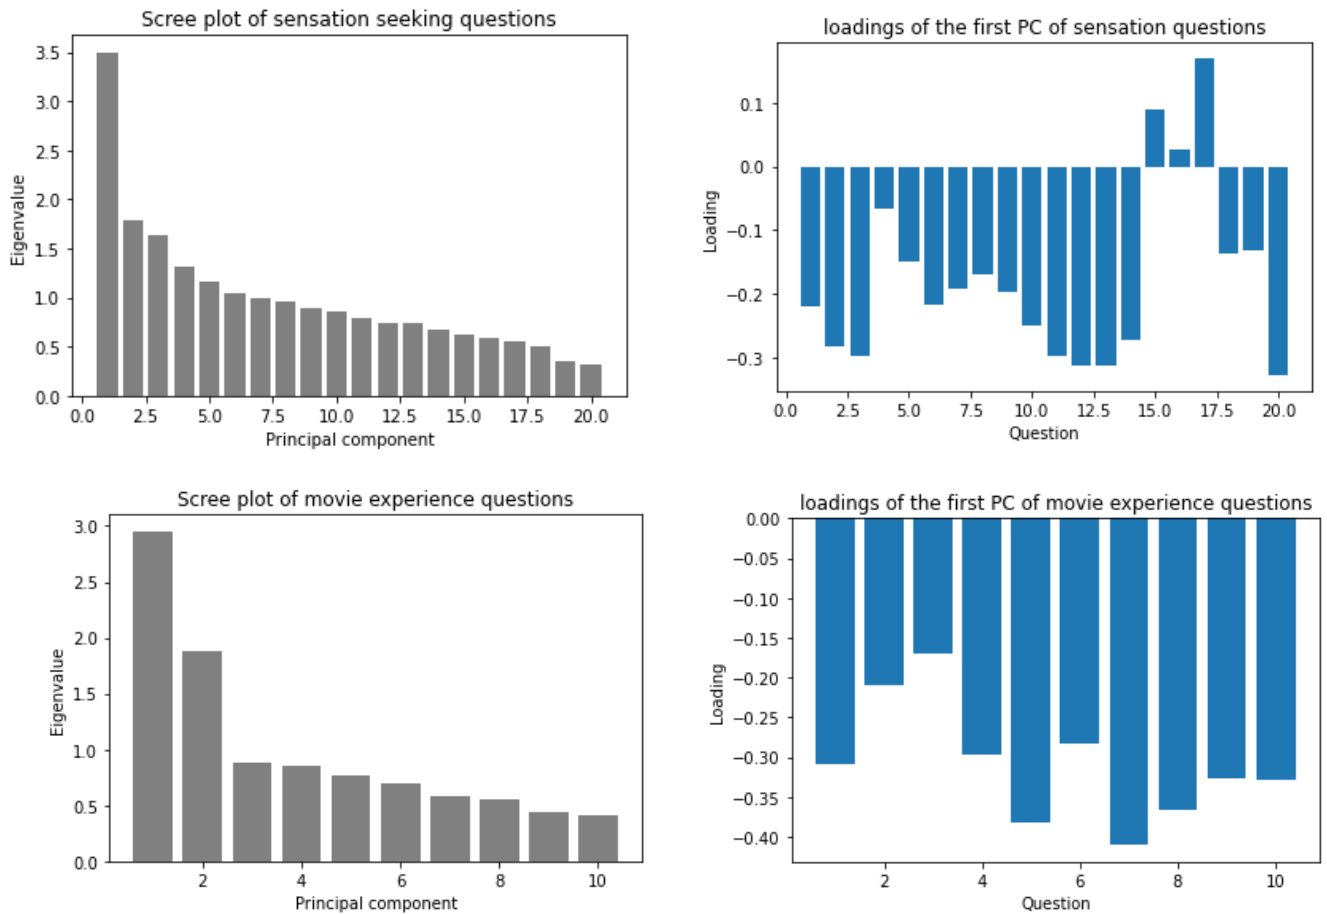 Scree plot of sensation seeking questions
3.5
3.0
2.5
2.0
1.5
1.0
0.5
0.0
Eigenvalue
0.0 2.5 5.0 7.5 10.0 12.5 15.0 17.5 20.0
Principal component
loadings of the first PC of sensation questions
0.1
0.0
−0.1
−0.2
−0.3
Loading
0.0 2.5 5.0 7.5 10.0 12.5 15.0 17.5 20.0
Question
Scree plot of movie experience questions
3.0
2.5
2.0
1.5
1.0
0.5
0.0
Eigenvalue
2 4 6 8 10
Principal component
loadings of the first PC of movie experience questions
0.00
−0.05
−0.10
−0.15
−0.20
−0.25
−0.30
−0.35
−0.40
Loading
2 4 6 8 10
Question